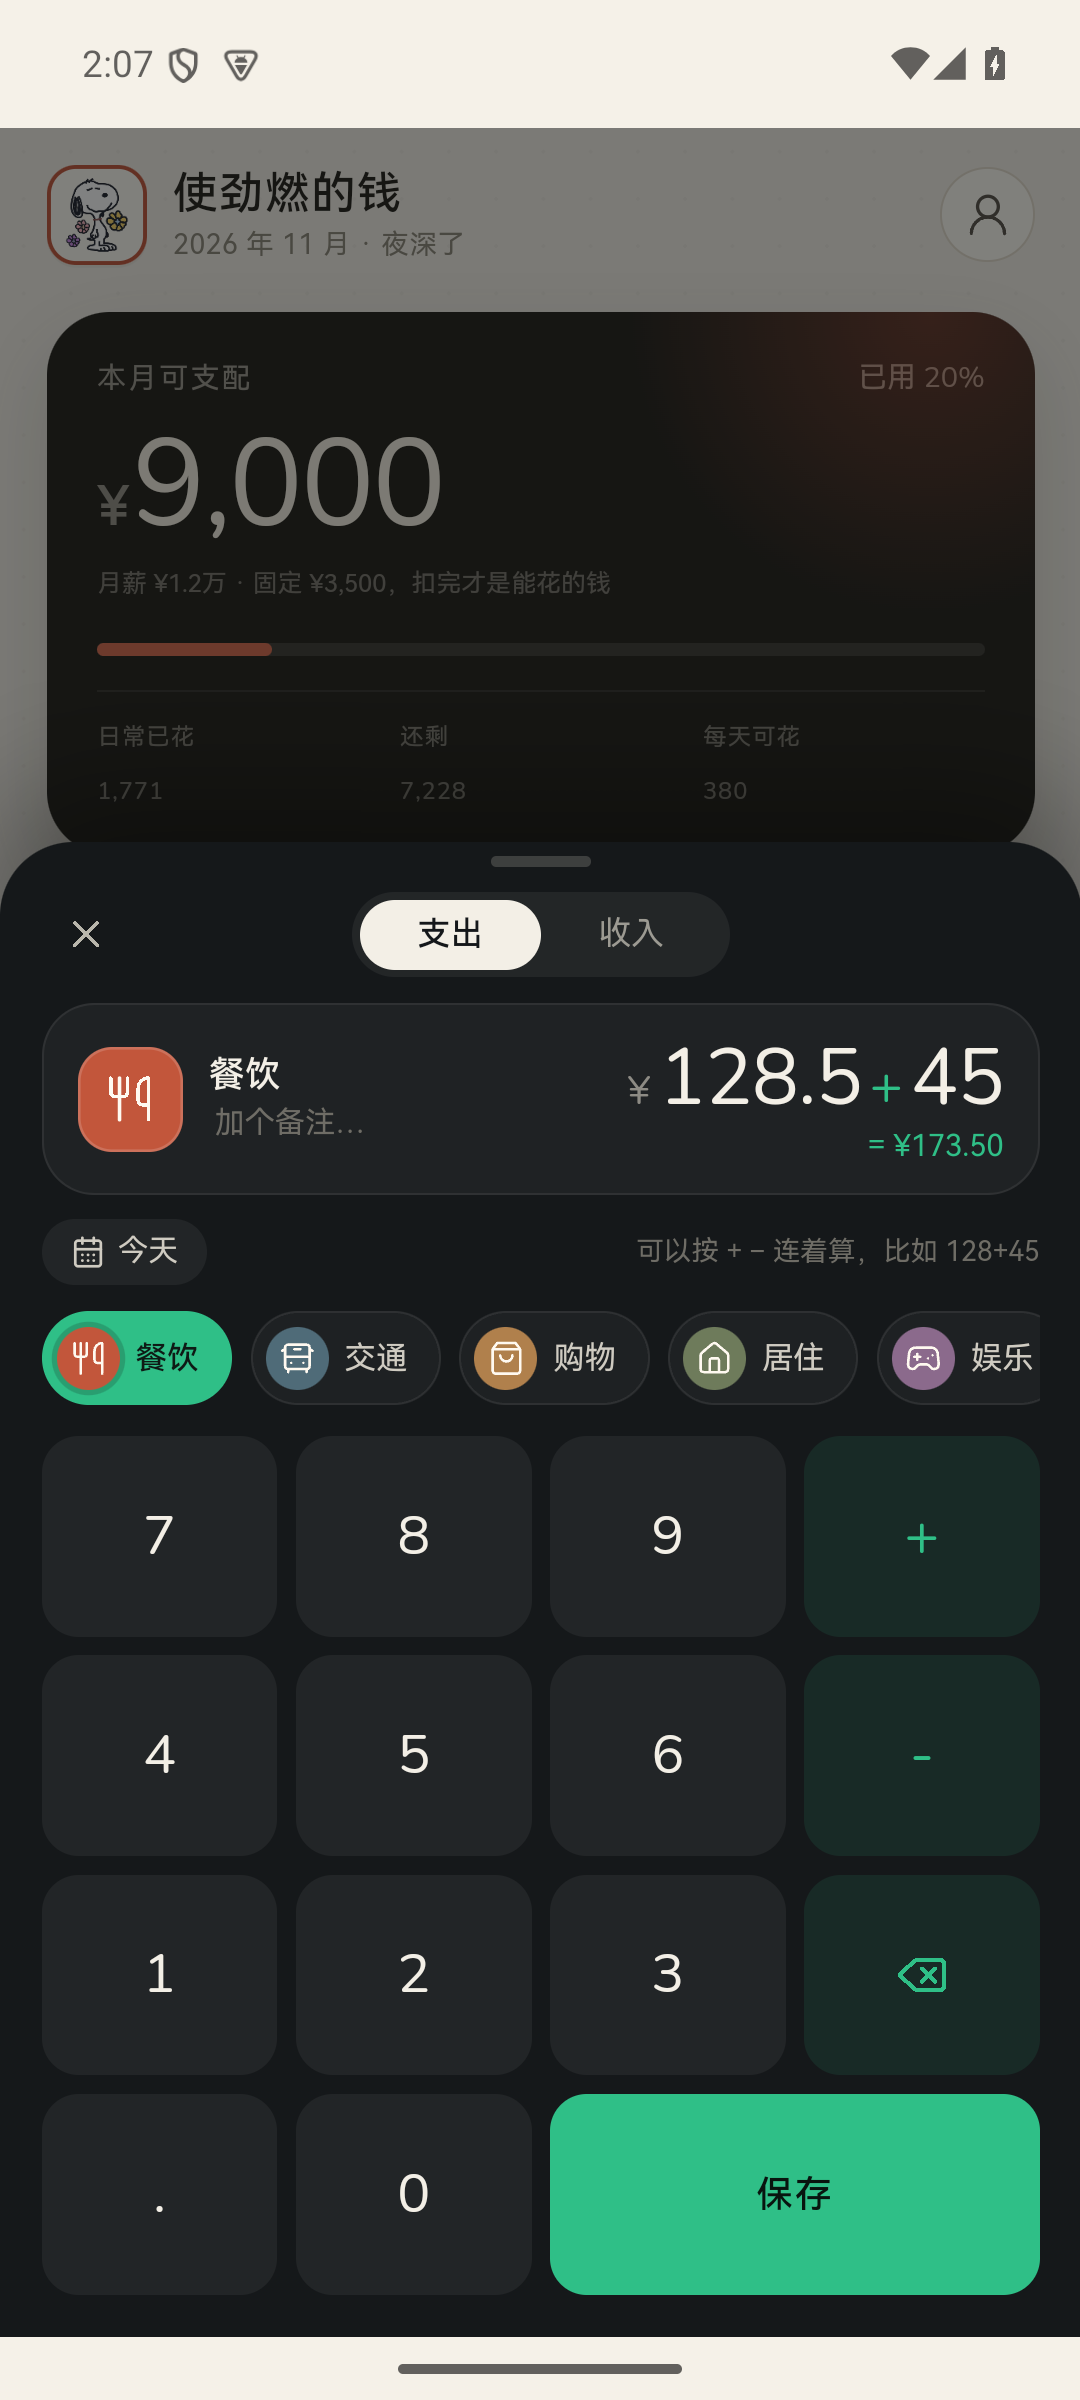 2:07
使劲燃的钱
2026 年 11 月 · 夜深了
本月可支配
已用 20%
¥9,000
月薪 ¥1.2万 · 固定 ¥3,500，扣完才是能花的钱
日常已花
还剩
每天可花
1,771
7,228
380
支出
收入
餐饮
加个备注...
¥ 128.5 + 45
= ¥173.50
今天
可以按 + − 连着算，比如 128+45
餐饮
交通
购物
居住
娱乐
7
8
9
+
4
5
6
-
1
2
3
.
0
保存